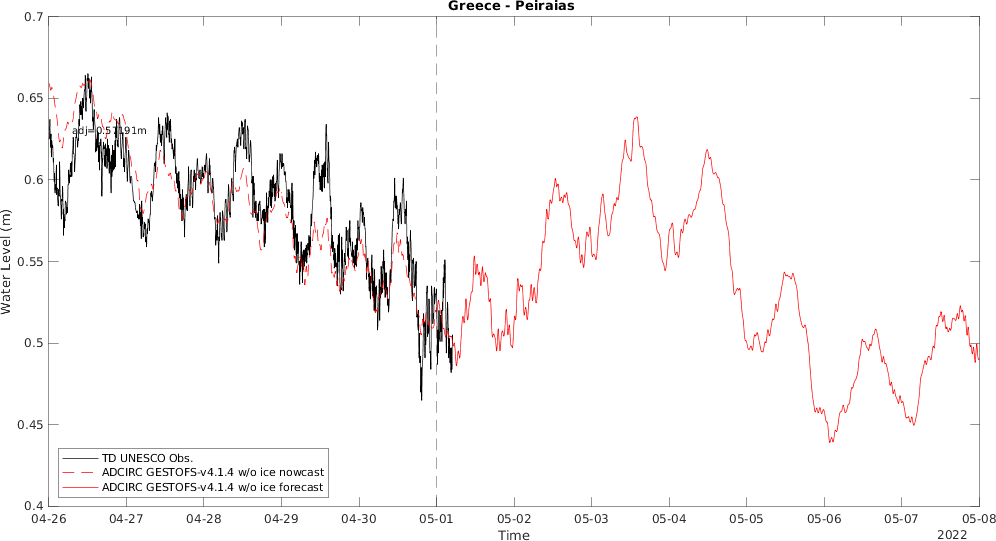 Greece - Peiraias
0.7
0.65
0.6
0.55
0.5
0.45
0.4
Water Level (m)
adj=0.57191m
TD UNESCO Obs.
ADCIRC GESTOFS-v4.1.4 w/o ice nowcast
ADCIRC GESTOFS-v4.1.4 w/o ice forecast
04-26 04-27 04-28 04-29 04-30 05-01 05-02 05-03 05-04 05-05 05-06 05-07 05-08
Time
2022